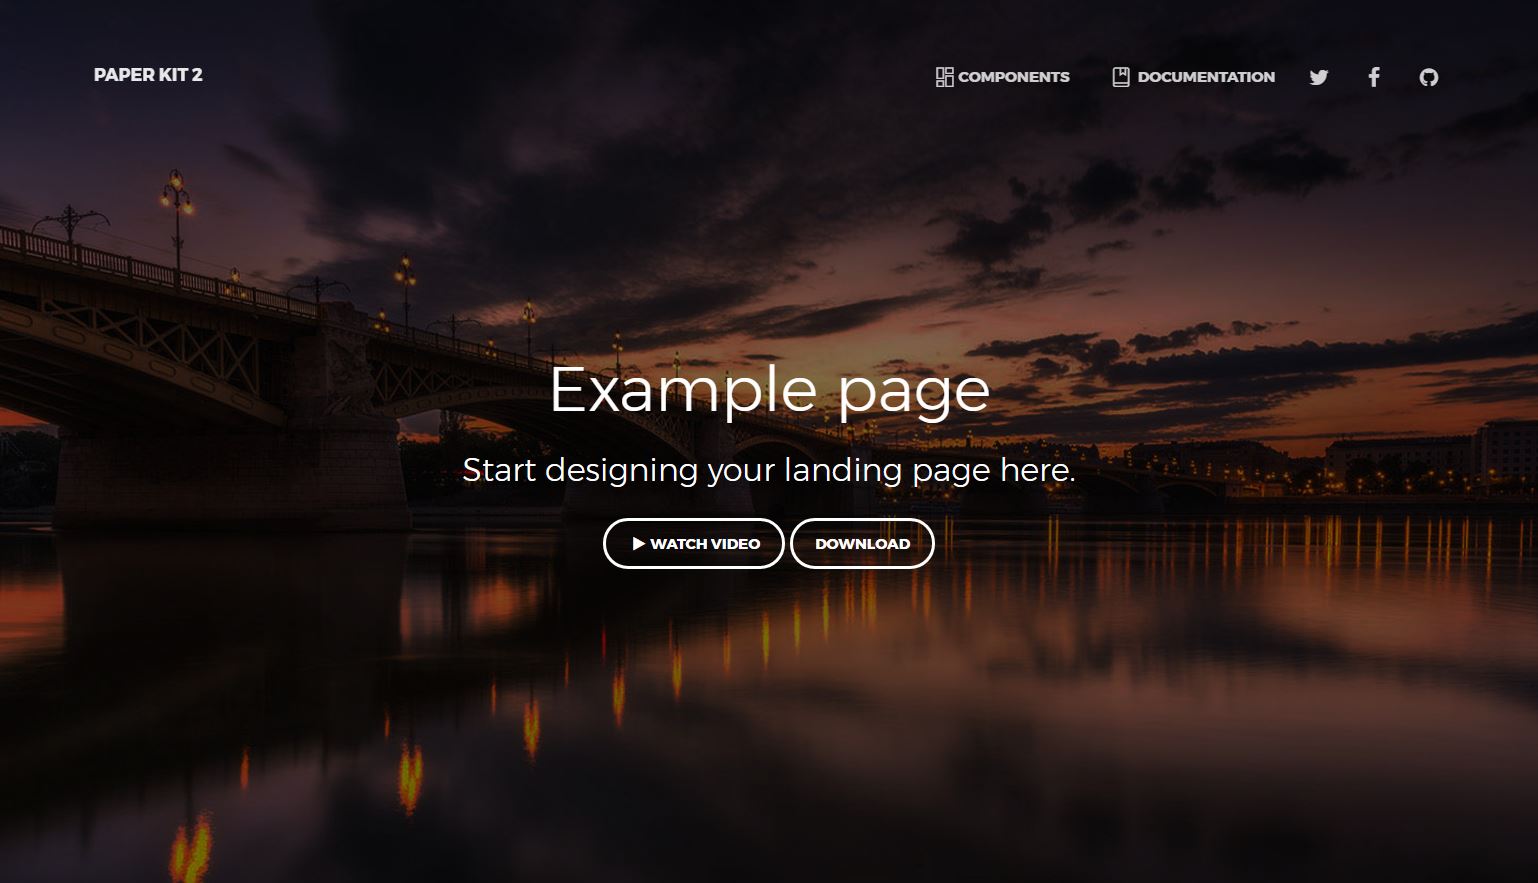 PAPER KIT 2
COMPONENTS
DOCUMENTATION
Example page
Start designing your landing page here.
WATCH VIDEO
DOWNLOAD